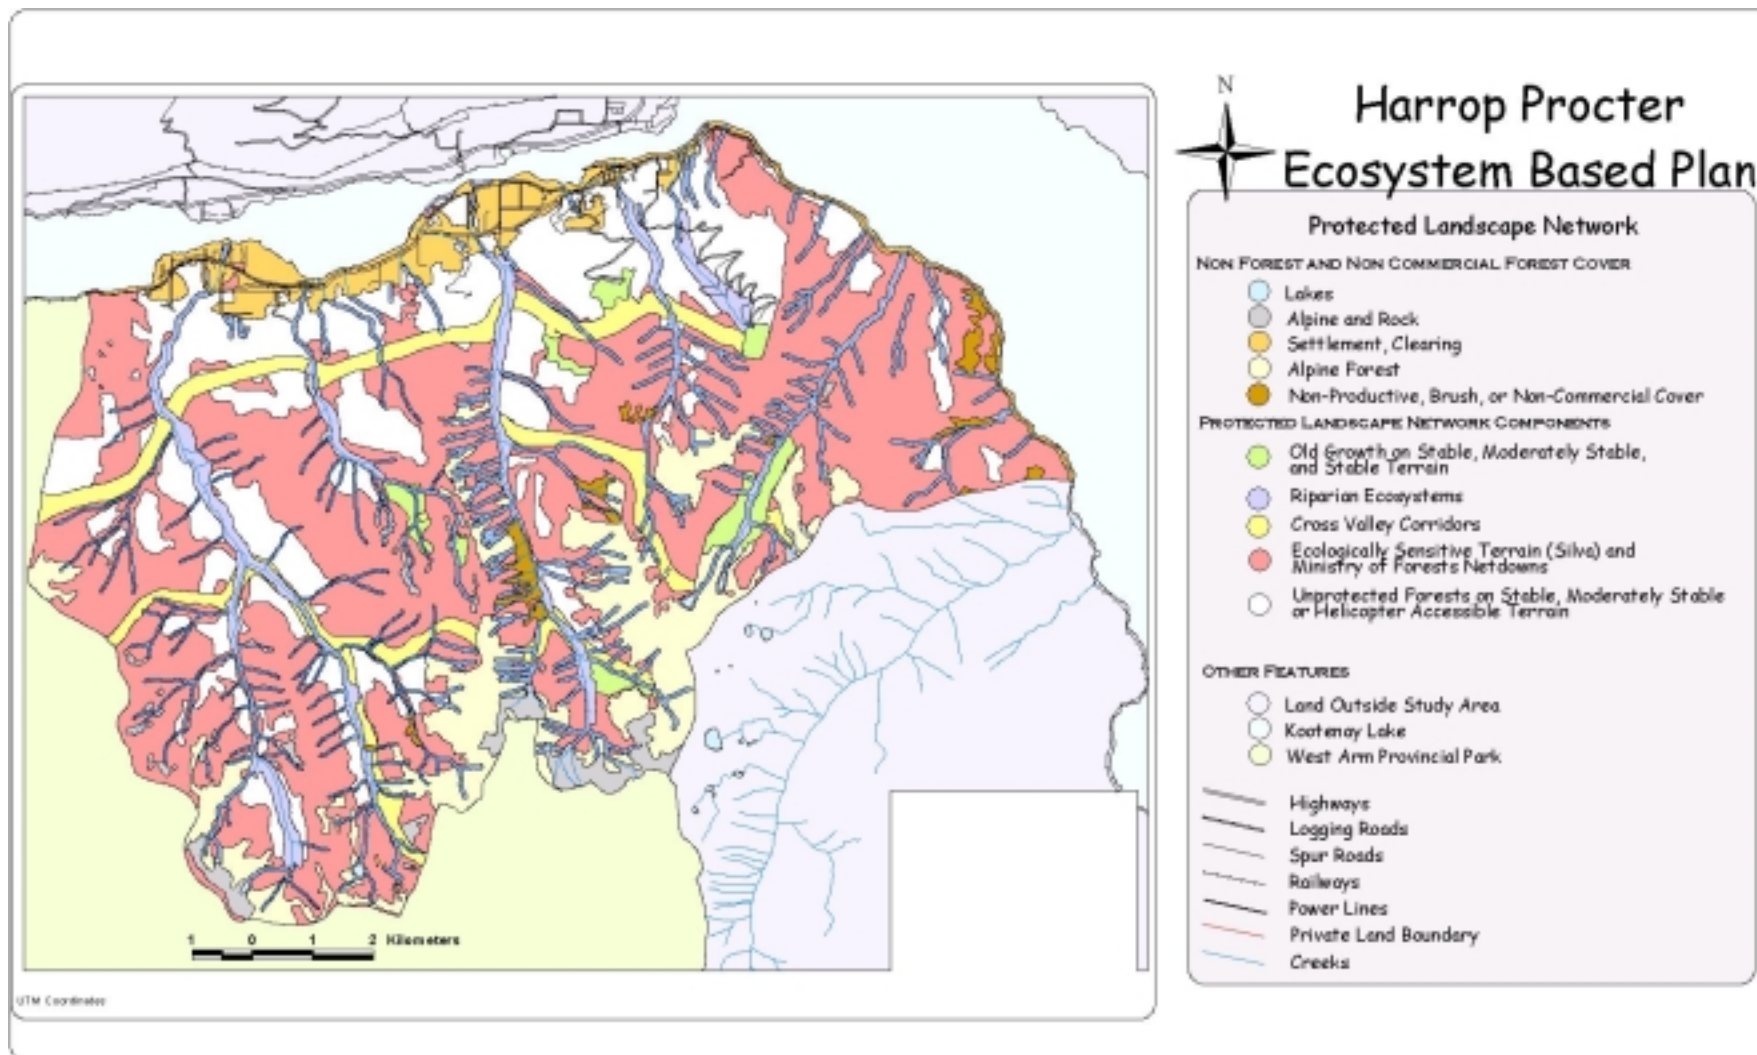 N
Harrop Procter
Ecosystem Based Plan
Protected Landscape Network
NON FOREST AND NON COMMERCIAL FOREST COVER
Lakes
Alpine and Rock
Settlement, Clearing
Alpine Forest
Non-Productive, Brush, or Non-Commercial Cover
PROTECTED LANDSCAPE NETWORK COMPONENTS
Old Growth on Stable, Moderately Stable,
and Stable Terrain
Riparian Ecosystems
Cross Valley Corridors
Ecologically Sensitive Terrain (Silva) and
Ministry of Forests Netdowns
Unprotected Forests on Stable, Moderately Stable
or Helicopter Accessible Terrain
OTHER FEATURES
Land Outside Study Area
Kootenay Lake
West Arm Provincial Park
Highways
Logging Roads
Spur Roads
Railways
Power Lines
Private Land Boundary
Creeks
1 0 1 2 Kilometers
UTM Coordinates